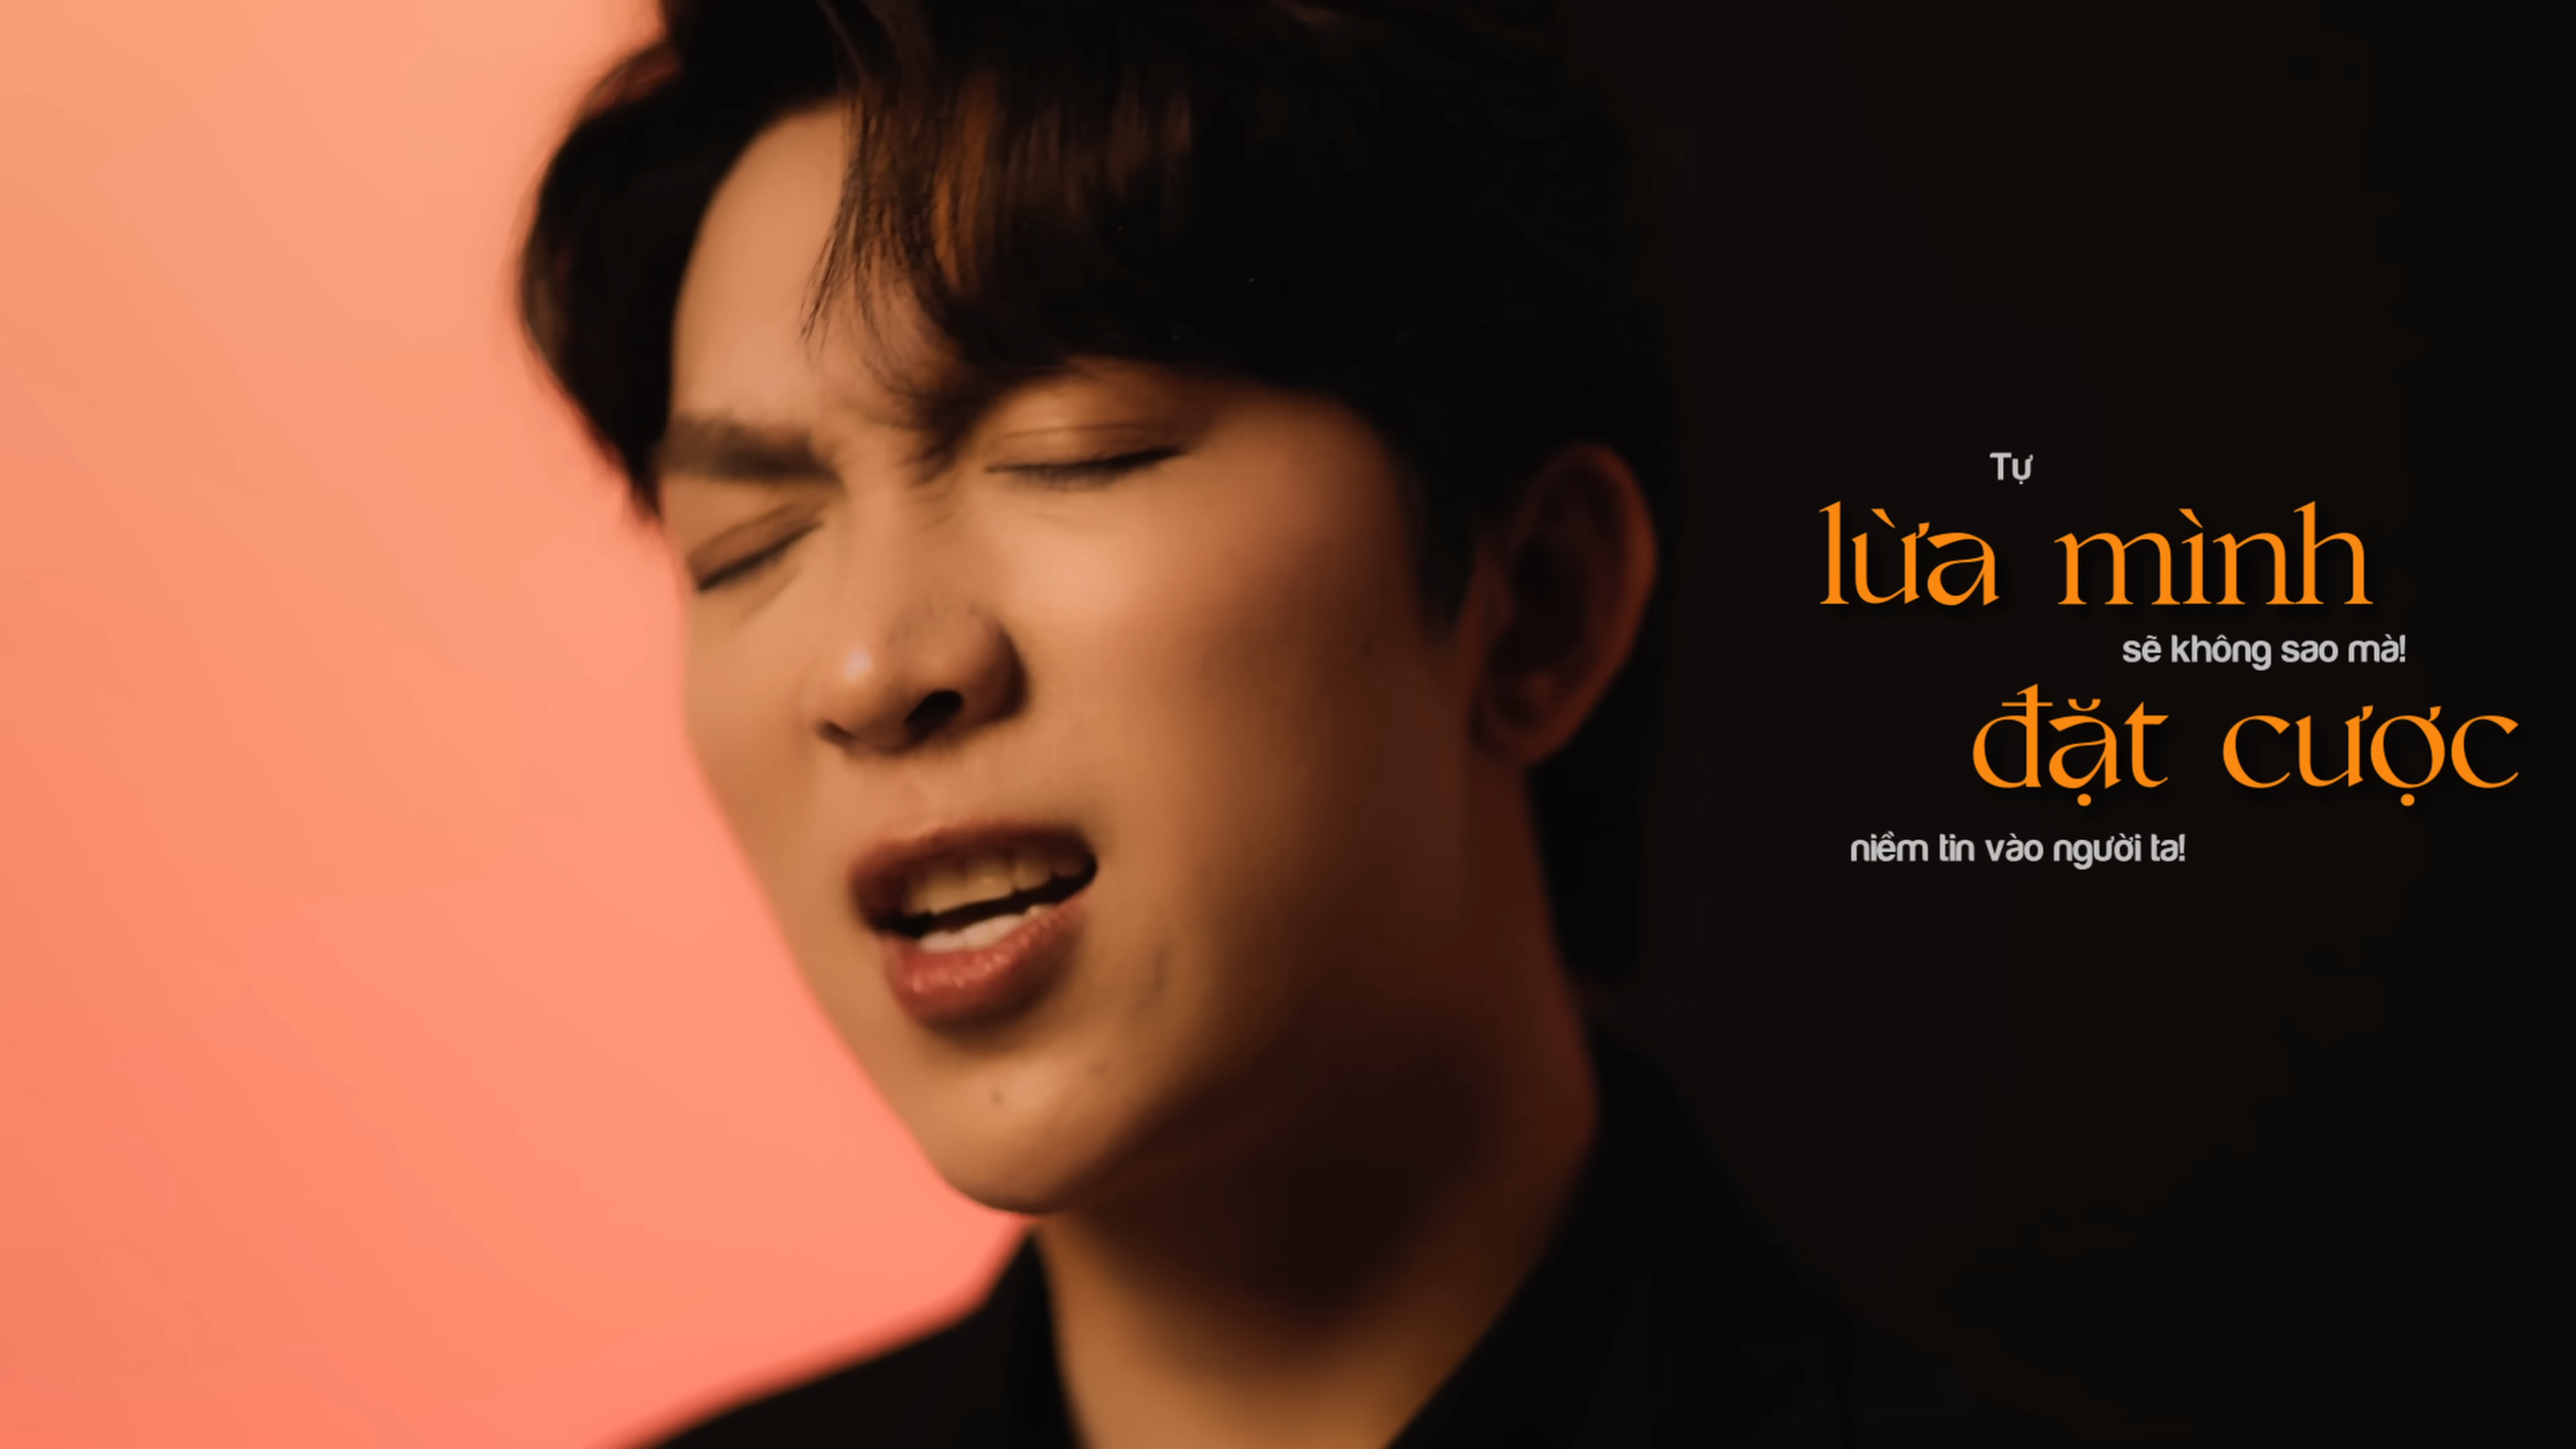 Tự
lừa mình
sẽ không sao mà!
đặt cược
niềm tin vào người ta!